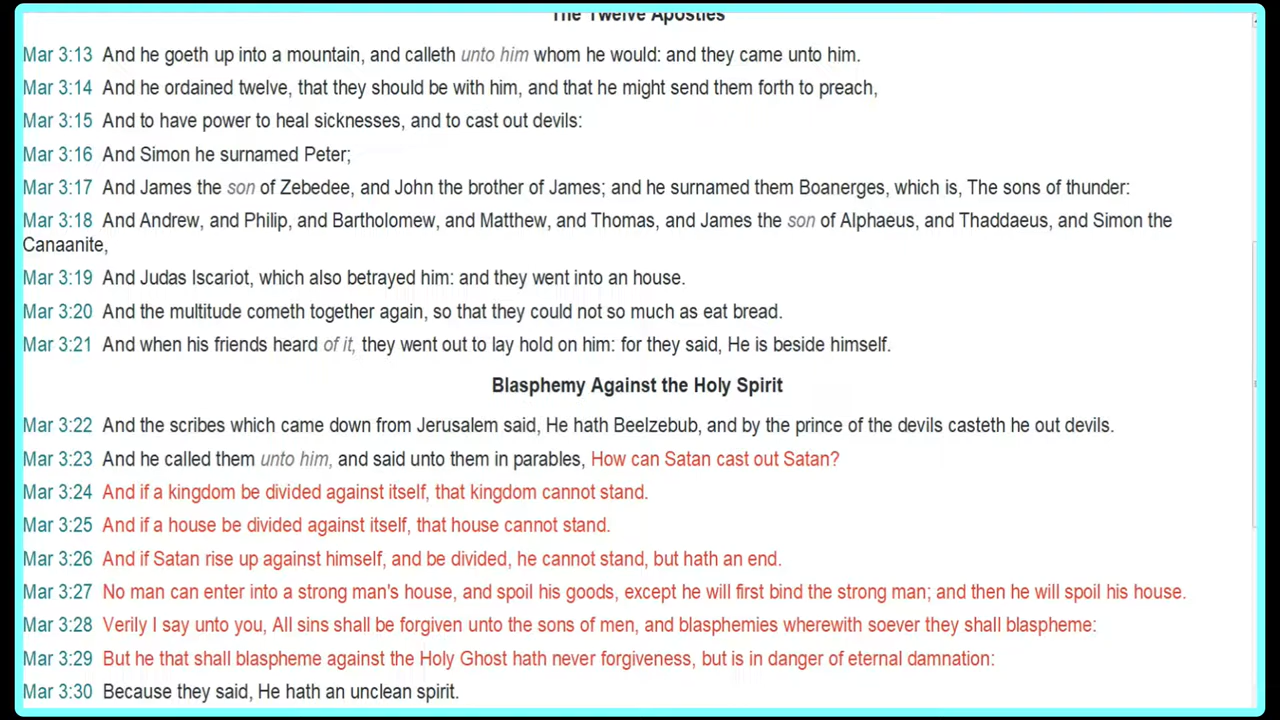 The Twelve Apostles
Mar 3:13 And he goeth up into a mountain, and calleth unto him whom he would: and they came unto him.
Mar 3:14 And he ordained twelve, that they should be with him, and that he might send them forth to preach,
Mar 3:15 And to have power to heal sicknesses, and to cast out devils:
Mar 3:16 And Simon he surnamed Peter;
Mar 3:17 And James the son of Zebedee, and John the brother of James; and he surnamed them Boanerges, which is, The sons of thunder:
Mar 3:18 And Andrew, and Philip, and Bartholomew, and Matthew, and Thomas, and James the son of Alphaeus, and Thaddaeus, and Simon the
Canaanite,
Mar 3:19 And Judas Iscariot, which also betrayed him: and they went into an house.
Mar 3:20 And the multitude cometh together again, so that they could not so much as eat bread.
Mar 3:21 And when his friends heard of it, they went out to lay hold on him: for they said, He is beside himself.
Blasphemy Against the Holy Spirit
Mar 3:22 And the scribes which came down from Jerusalem said, He hath Beelzebub, and by the prince of the devils casteth he out devils.
Mar 3:23 And he called them unto him, and said unto them in parables, How can Satan cast out Satan?
Mar 3:24 And if a kingdom be divided against itself, that kingdom cannot stand.
Mar 3:25 And if a house be divided against itself, that house cannot stand.
Mar 3:26 And if Satan rise up against himself, and be divided, he cannot stand, but hath an end.
Mar 3:27 No man can enter into a strong man's house, and spoil his goods, except he will first bind the strong man; and then he will spoil his house.
Mar 3:28 Verily I say unto you, All sins shall be forgiven unto the sons of men, and blasphemies wherewith soever they shall blaspheme:
Mar 3:29 But he that shall blaspheme against the Holy Ghost hath never forgiveness, but is in danger of eternal damnation:
Mar 3:30 Because they said, He hath an unclean spirit.